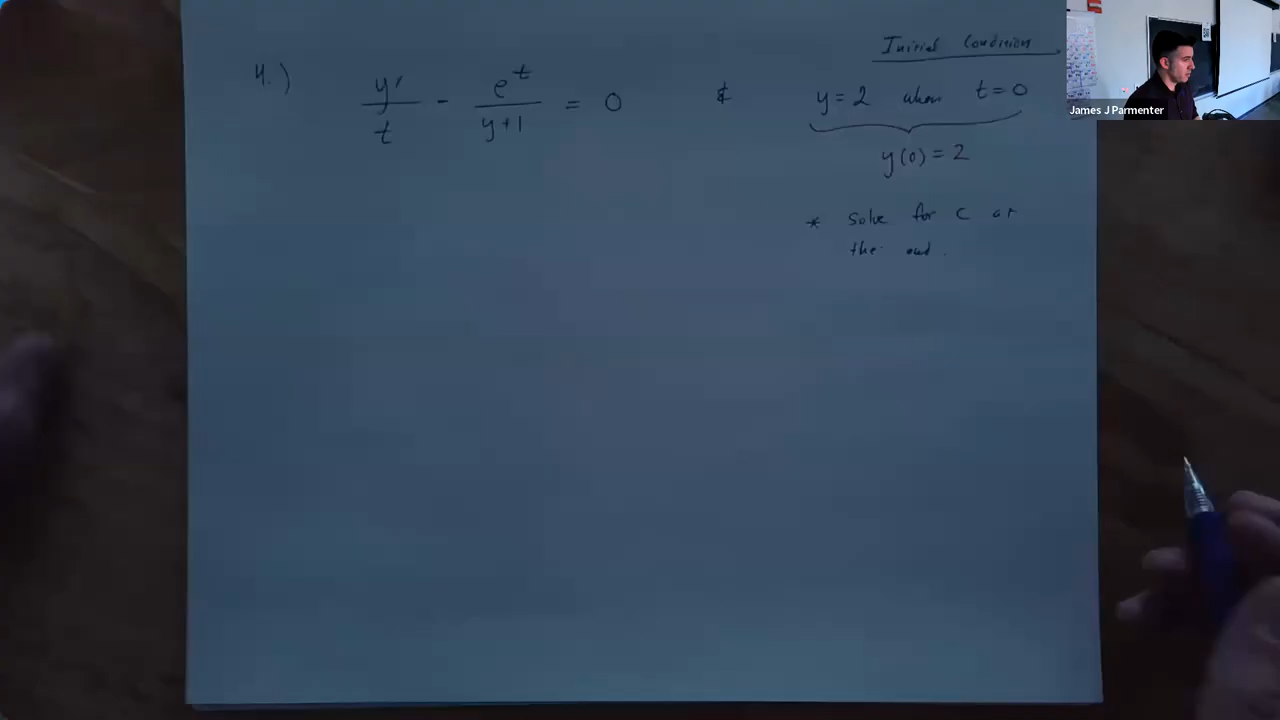 4.) y'/t - e^t/(y+1) = 0 & y = 2 when t = 0
Initial Condition
y(0) = 2
* Solve for C at
the end.
James J Parmenter